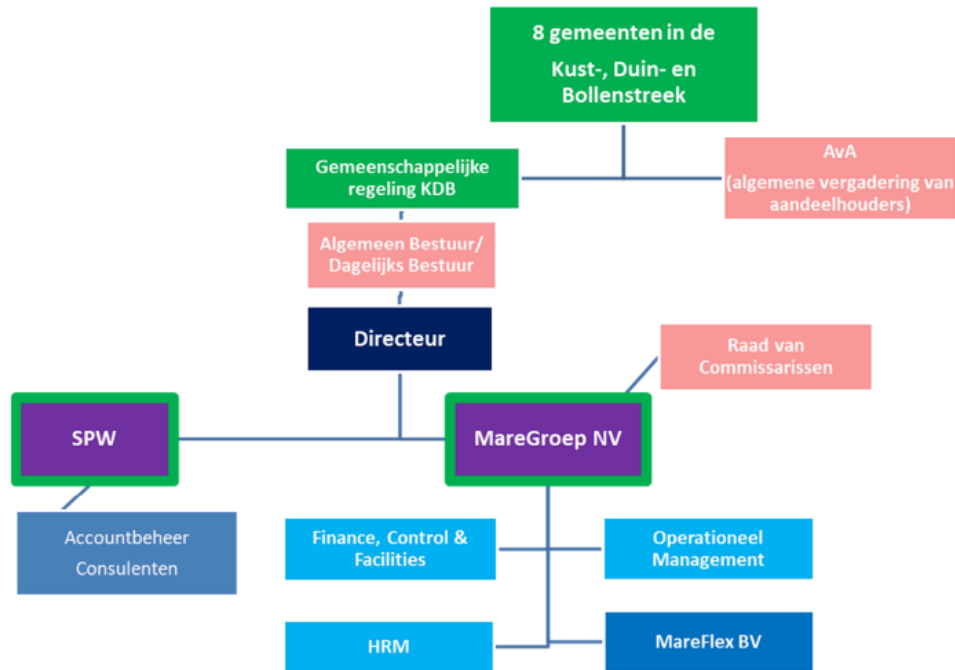 8 gemeenten in de
Kust-, Duin- en
Bollenstreek
Gemeenschappelijke
regeling KDB
AvA
(algemene vergadering van
aandeelhouders)
Algemeen Bestuur/
Dagelijks Bestuur
Directeur
Raad van
Commissarissen
SPW
MareGroep NV
Accountbeheer
Consulenten
Finance, Control &
Facilities
Operationeel
Management
HRM
MareFlex BV